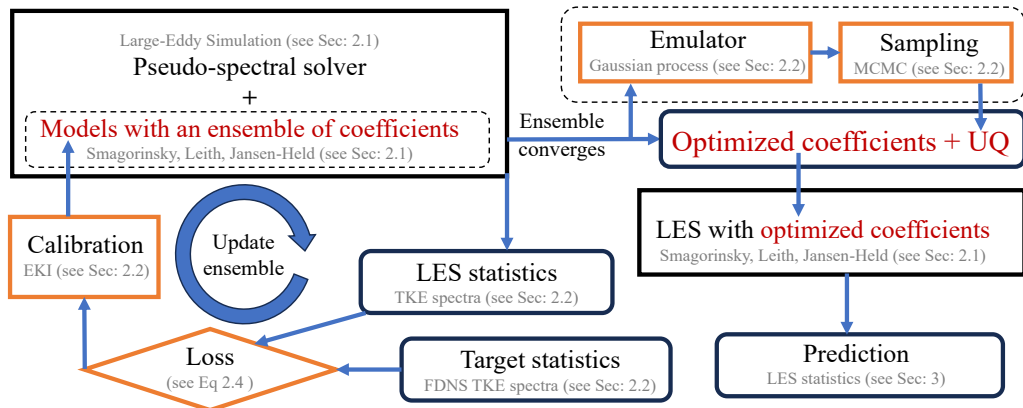 Large-Eddy Simulation (see Sec: 2.1)
Pseudo-spectral solver
+
Models with an ensemble of coefficients
Smagorinsky, Leith, Jansen-Held (see Sec: 2.1)
Calibration
EKI (see Sec: 2.2)
Update
ensemble
LES statistics
TKE spectra (see Sec: 2.2)
Loss
(see Eq 2.4 )
Target statistics
FDNS TKE spectra (see Sec: 2.2)
Ensemble
converges
Emulator
Gaussian process (see Sec: 2.2)
Sampling
MCMC (see Sec: 2.2)
Optimized coefficients + UQ
LES with optimized coefficients
Smagorinsky, Leith, Jansen-Held (see Sec: 2.1)
Prediction
LES statistics (see Sec: 3)